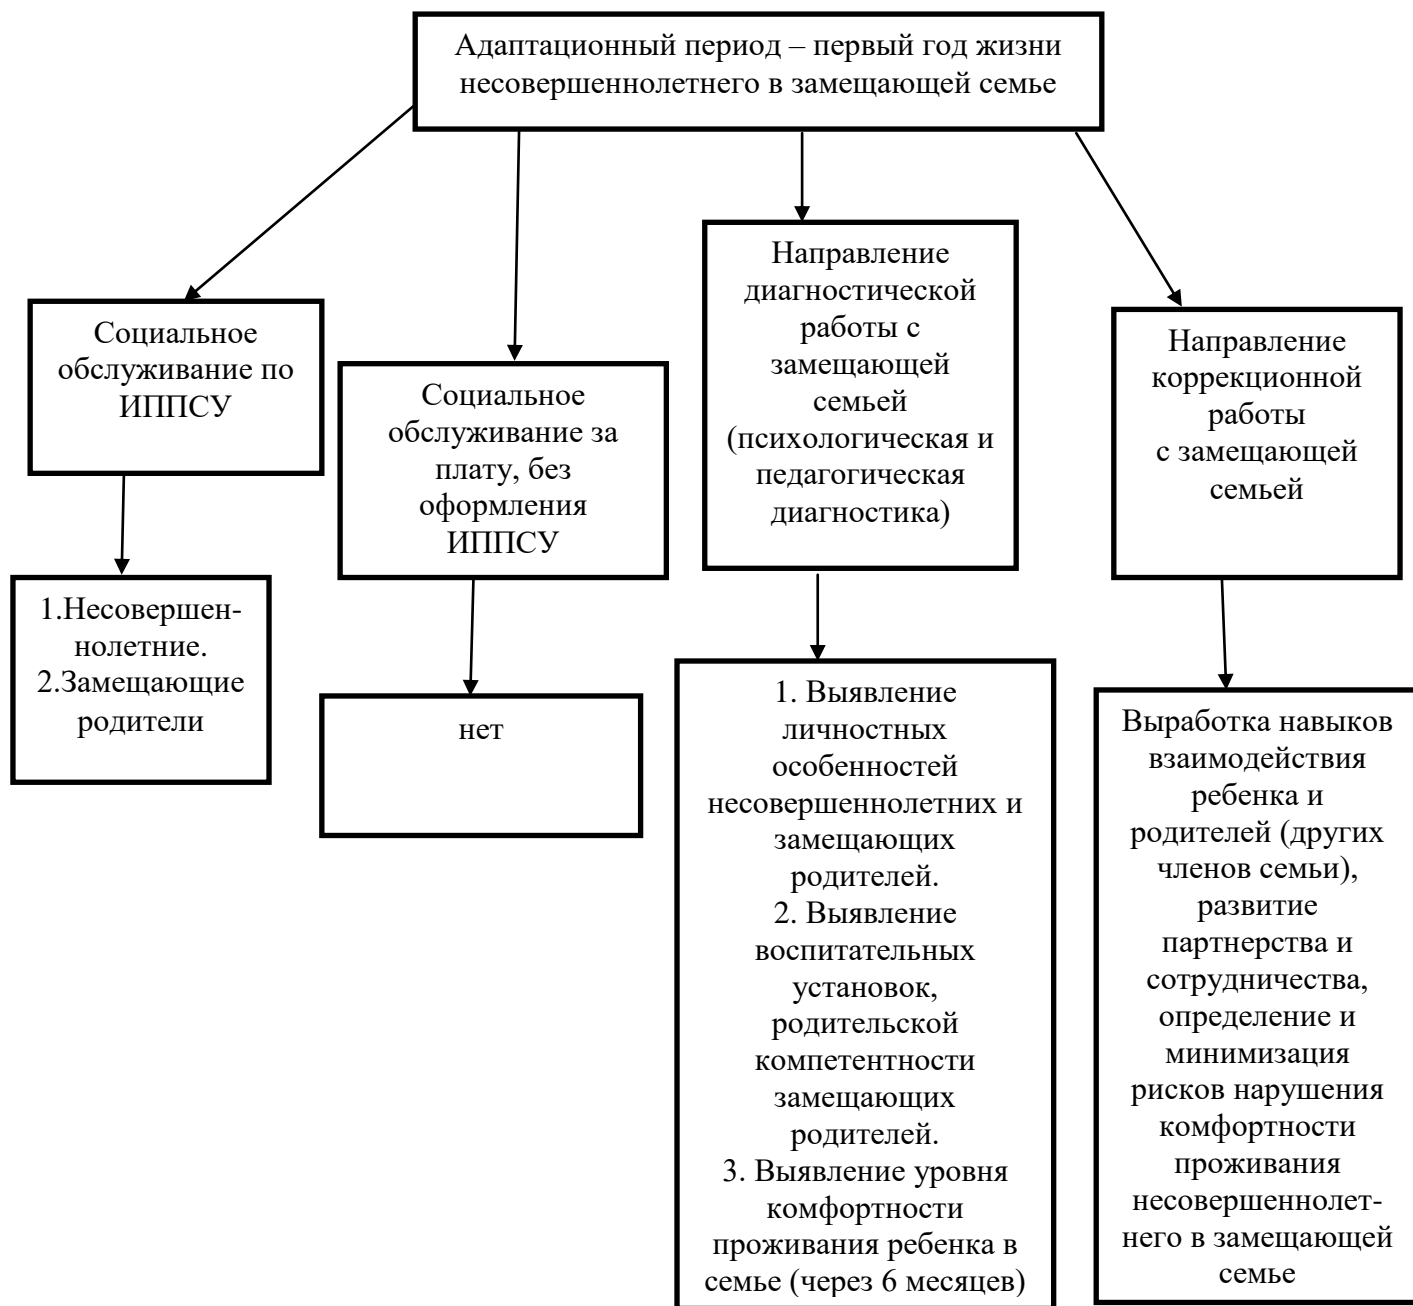 Адаптационный период – первый год жизни
несовершеннолетнего в замещающей семье
Социальное
обслуживание по
ИППСУ
Социальное
обслуживание за
плату, без
оформления
ИППСУ
Направление
диагностической
работы с
замещающей
семьей
(психологическая и
педагогическая
диагностика)
Направление
коррекционной
работы
с замещающей
семьей
1.Несовершен-
нолетние.
2.Замещающие
родители
нет
1. Выявление
личностных
особенностей
несовершеннолетних и
замещающих
родителей.
2. Выявление
воспитательных
установок,
родительской
компетентности
замещающих
родителей.
3. Выявление уровня
комфортности
проживания ребенка в
семье (через 6 месяцев)
Выработка навыков
взаимодействия
ребенка и
родителей (других
членов семьи),
развитие
партнерства и
сотрудничества,
определение и
минимизация
рисков нарушения
комфортности
проживания
несовершеннолет-
него в замещающей
семье